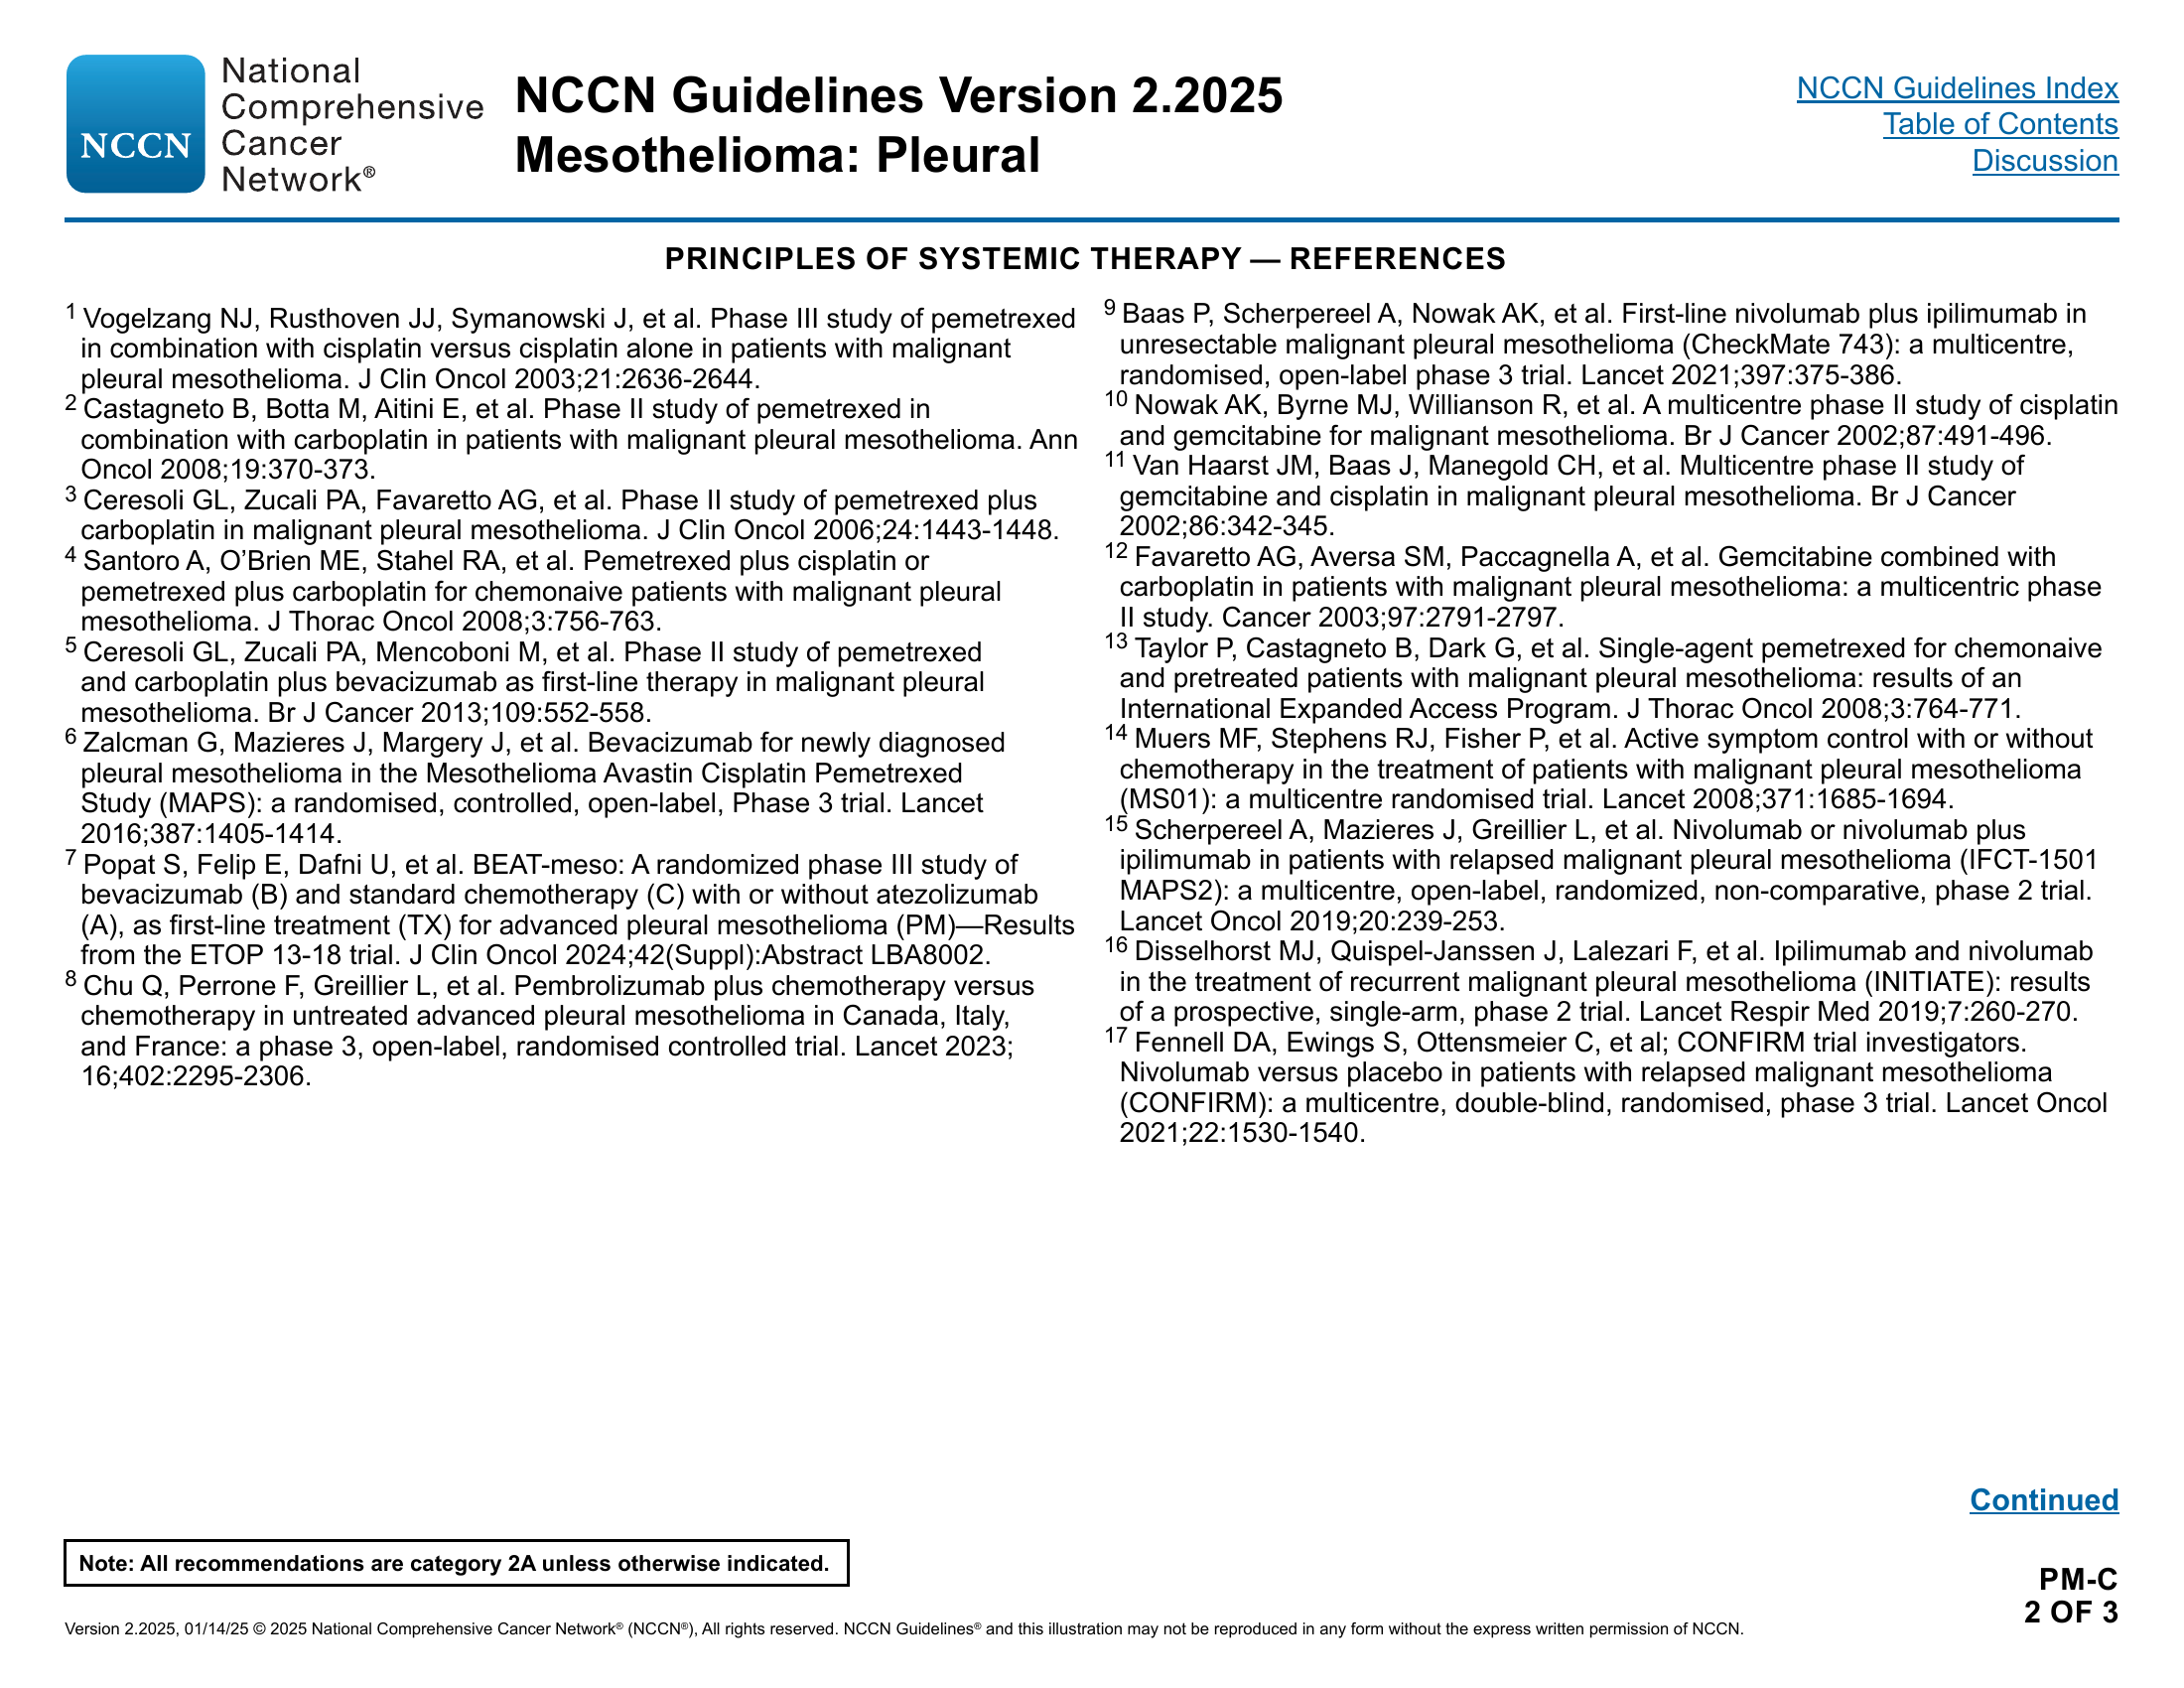 NCCN
National
Comprehensive
Cancer
Network®
NCCN Guidelines Version 2.2025
Mesothelioma: Pleural
NCCN Guidelines Index
Table of Contents
Discussion
PRINCIPLES OF SYSTEMIC THERAPY — REFERENCES
1 Vogelzang NJ, Rusthoven JJ, Symanowski J, et al. Phase III study of pemetrexed
in combination with cisplatin versus cisplatin alone in patients with malignant
pleural mesothelioma. J Clin Oncol 2003;21:2636-2644.
2 Castagneto B, Botta M, Aitini E, et al. Phase II study of pemetrexed in
combination with carboplatin in patients with malignant pleural mesothelioma. Ann
Oncol 2008;19:370-373.
3 Ceresoli GL, Zucali PA, Favaretto AG, et al. Phase II study of pemetrexed plus
carboplatin in malignant pleural mesothelioma. J Clin Oncol 2006;24:1443-1448.
4 Santoro A, O’Brien ME, Stahel RA, et al. Pemetrexed plus cisplatin or
pemetrexed plus carboplatin for chemonaive patients with malignant pleural
mesothelioma. J Thorac Oncol 2008;3:756-763.
5 Ceresoli GL, Zucali PA, Mencoboni M, et al. Phase II study of pemetrexed
and carboplatin plus bevacizumab as first-line therapy in malignant pleural
mesothelioma. Br J Cancer 2013;109:552-558.
6 Zalcman G, Mazieres J, Margery J, et al. Bevacizumab for newly diagnosed
pleural mesothelioma in the Mesothelioma Avastin Cisplatin Pemetrexed
Study (MAPS): a randomised, controlled, open-label, Phase 3 trial. Lancet
2016;387:1405-1414.
7 Popat S, Felip E, Dafni U, et al. BEAT-meso: A randomized phase III study of
bevacizumab (B) and standard chemotherapy (C) with or without atezolizumab
(A), as first-line treatment (TX) for advanced pleural mesothelioma (PM)—Results
from the ETOP 13-18 trial. J Clin Oncol 2024;42(Suppl):Abstract LBA8002.
8 Chu Q, Perrone F, Greillier L, et al. Pembrolizumab plus chemotherapy versus
chemotherapy in untreated advanced pleural mesothelioma in Canada, Italy,
and France: a phase 3, open-label, randomised controlled trial. Lancet 2023;
16;402:2295-2306.
9 Baas P, Scherpereel A, Nowak AK, et al. First-line nivolumab plus ipilimumab in
unresectable malignant pleural mesothelioma (CheckMate 743): a multicentre,
randomised, open-label phase 3 trial. Lancet 2021;397:375-386.
10 Nowak AK, Byrne MJ, Willianson R, et al. A multicentre phase II study of cisplatin
and gemcitabine for malignant mesothelioma. Br J Cancer 2002;87:491-496.
11 Van Haarst JM, Baas J, Manegold CH, et al. Multicentre phase II study of
gemcitabine and cisplatin in malignant pleural mesothelioma. Br J Cancer
2002;86:342-345.
12 Favaretto AG, Aversa SM, Paccagnella A, et al. Gemcitabine combined with
carboplatin in patients with malignant pleural mesothelioma: a multicentric phase
II study. Cancer 2003;97:2791-2797.
13 Taylor P, Castagneto B, Dark G, et al. Single-agent pemetrexed for chemonaive
and pretreated patients with malignant pleural mesothelioma: results of an
International Expanded Access Program. J Thorac Oncol 2008;3:764-771.
14 Muers MF, Stephens RJ, Fisher P, et al. Active symptom control with or without
chemotherapy in the treatment of patients with malignant pleural mesothelioma
(MS01): a multicentre randomised trial. Lancet 2008;371:1685-1694.
15 Scherpereel A, Mazieres J, Greillier L, et al. Nivolumab or nivolumab plus
ipilimumab in patients with relapsed malignant pleural mesothelioma (IFCT-1501
MAPS2): a multicentre, open-label, randomized, non-comparative, phase 2 trial.
Lancet Oncol 2019;20:239-253.
16 Disselhorst MJ, Quispel-Janssen J, Lalezari F, et al. Ipilimumab and nivolumab
in the treatment of recurrent malignant pleural mesothelioma (INITIATE): results
of a prospective, single-arm, phase 2 trial. Lancet Respir Med 2019;7:260-270.
17 Fennell DA, Ewings S, Ottensmeier C, et al; CONFIRM trial investigators.
Nivolumab versus placebo in patients with relapsed malignant mesothelioma
(CONFIRM): a multicentre, double-blind, randomised, phase 3 trial. Lancet Oncol
2021;22:1530-1540.
Continued
Note: All recommendations are category 2A unless otherwise indicated.
PM-C
2 OF 3
Version 2.2025, 01/14/25 © 2025 National Comprehensive Cancer Network® (NCCN®), All rights reserved. NCCN Guidelines® and this illustration may not be reproduced in any form without the express written permission of NCCN.